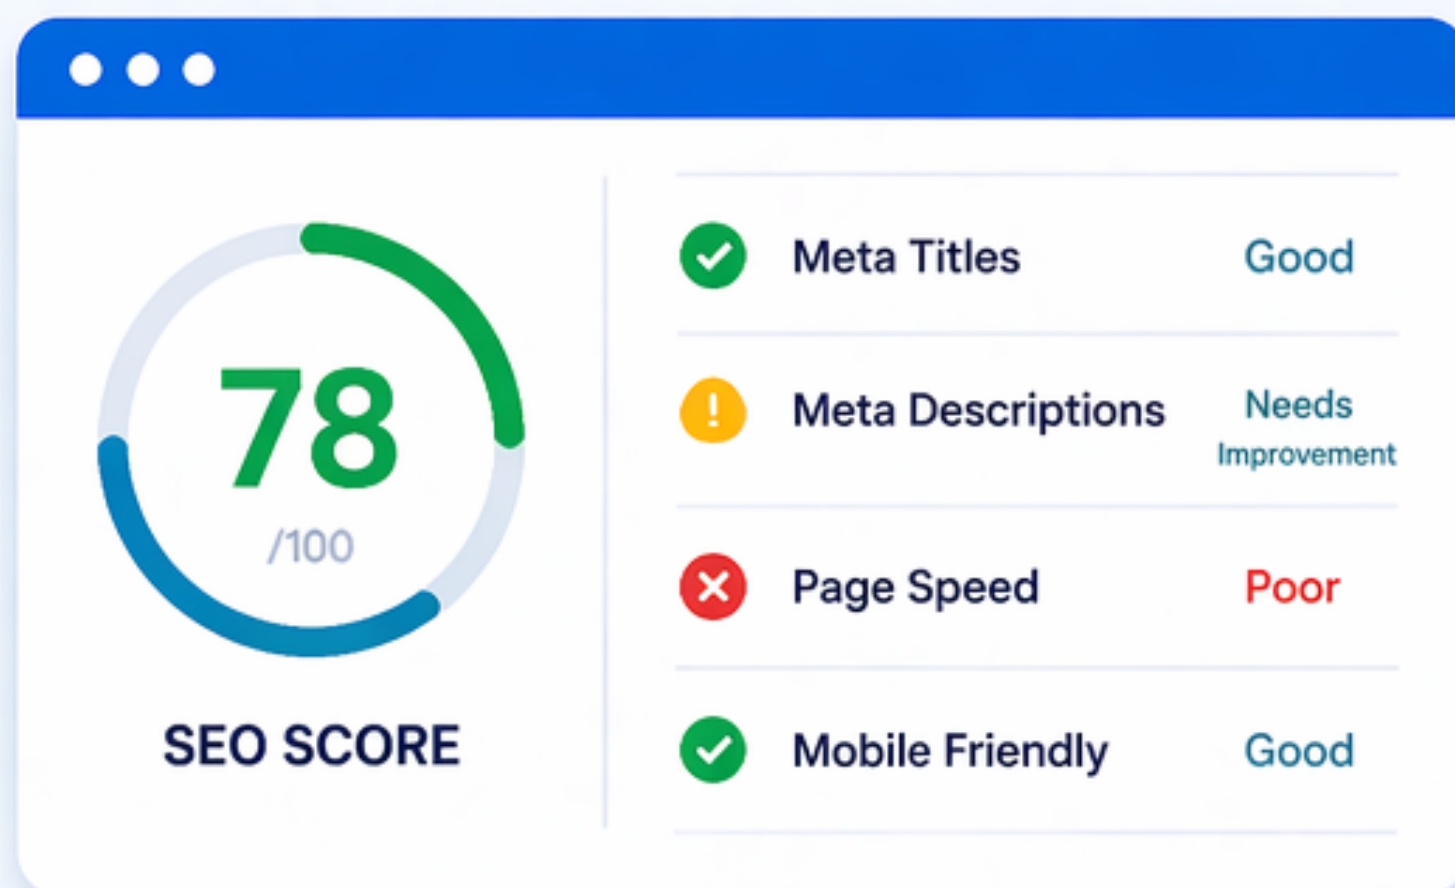 78
/100
SEO SCORE
Meta Titles Good
Meta Descriptions Needs
Improvement
Page Speed Poor
Mobile Friendly Good